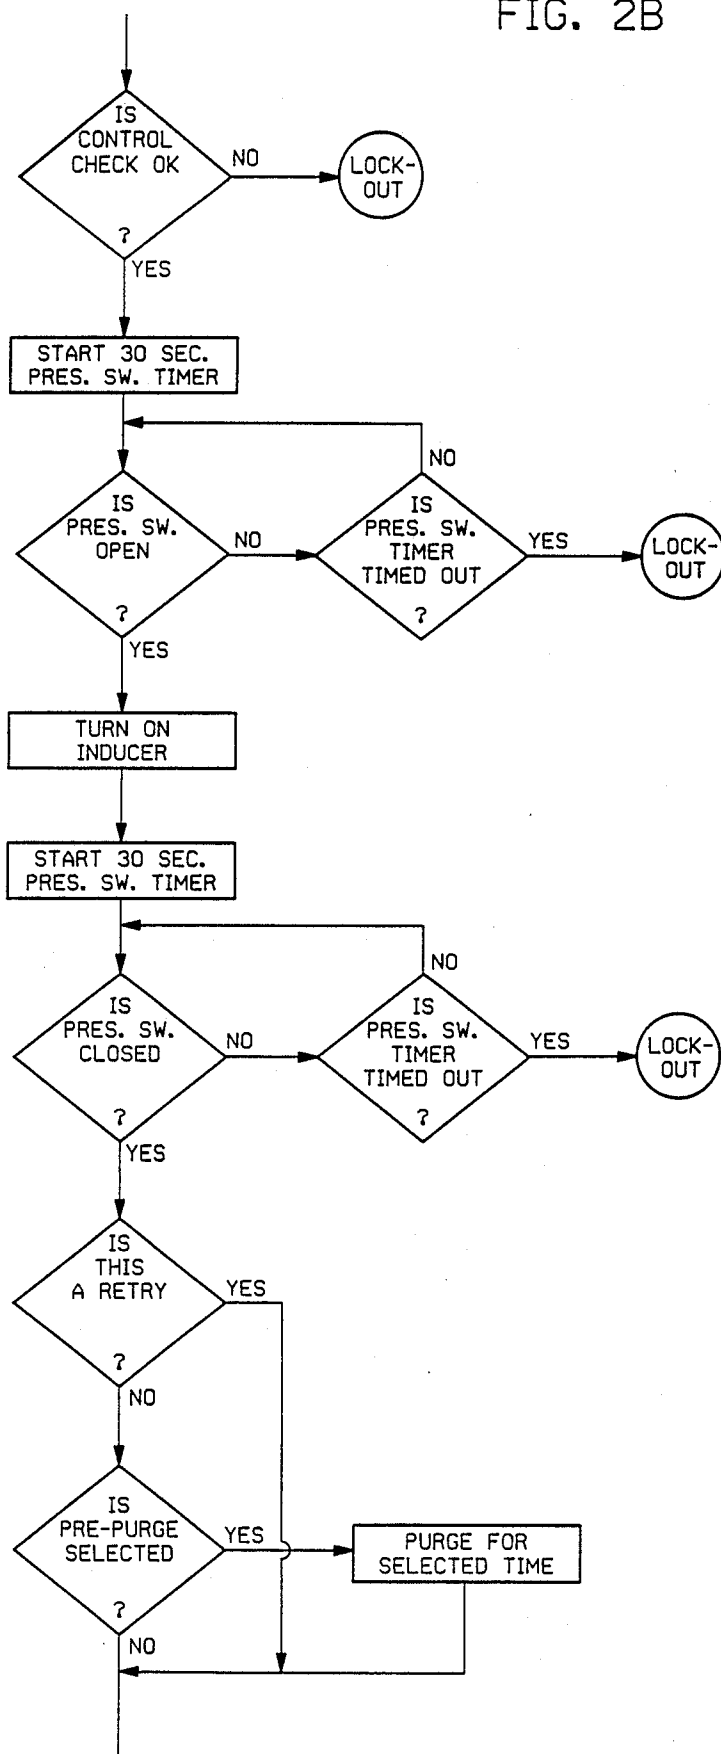 FIG. 2B
IS
CONTROL
CHECK OK
?
NO
LOCK-
OUT
YES
START 30 SEC.
PRES. SW. TIMER
IS
PRES. SW.
OPEN
?
NO
IS
PRES. SW.
TIMER
TIMED OUT
?
NO
YES
LOCK-
OUT
YES
TURN ON
INDUCER
START 30 SEC.
PRES. SW. TIMER
IS
PRES. SW.
CLOSED
?
NO
IS
PRES. SW.
TIMER
TIMED OUT
?
NO
YES
LOCK-
OUT
YES
IS
THIS
A RETRY
?
YES
NO
IS
PRE-PURGE
SELECTED
?
YES
PURGE FOR
SELECTED TIME
NO